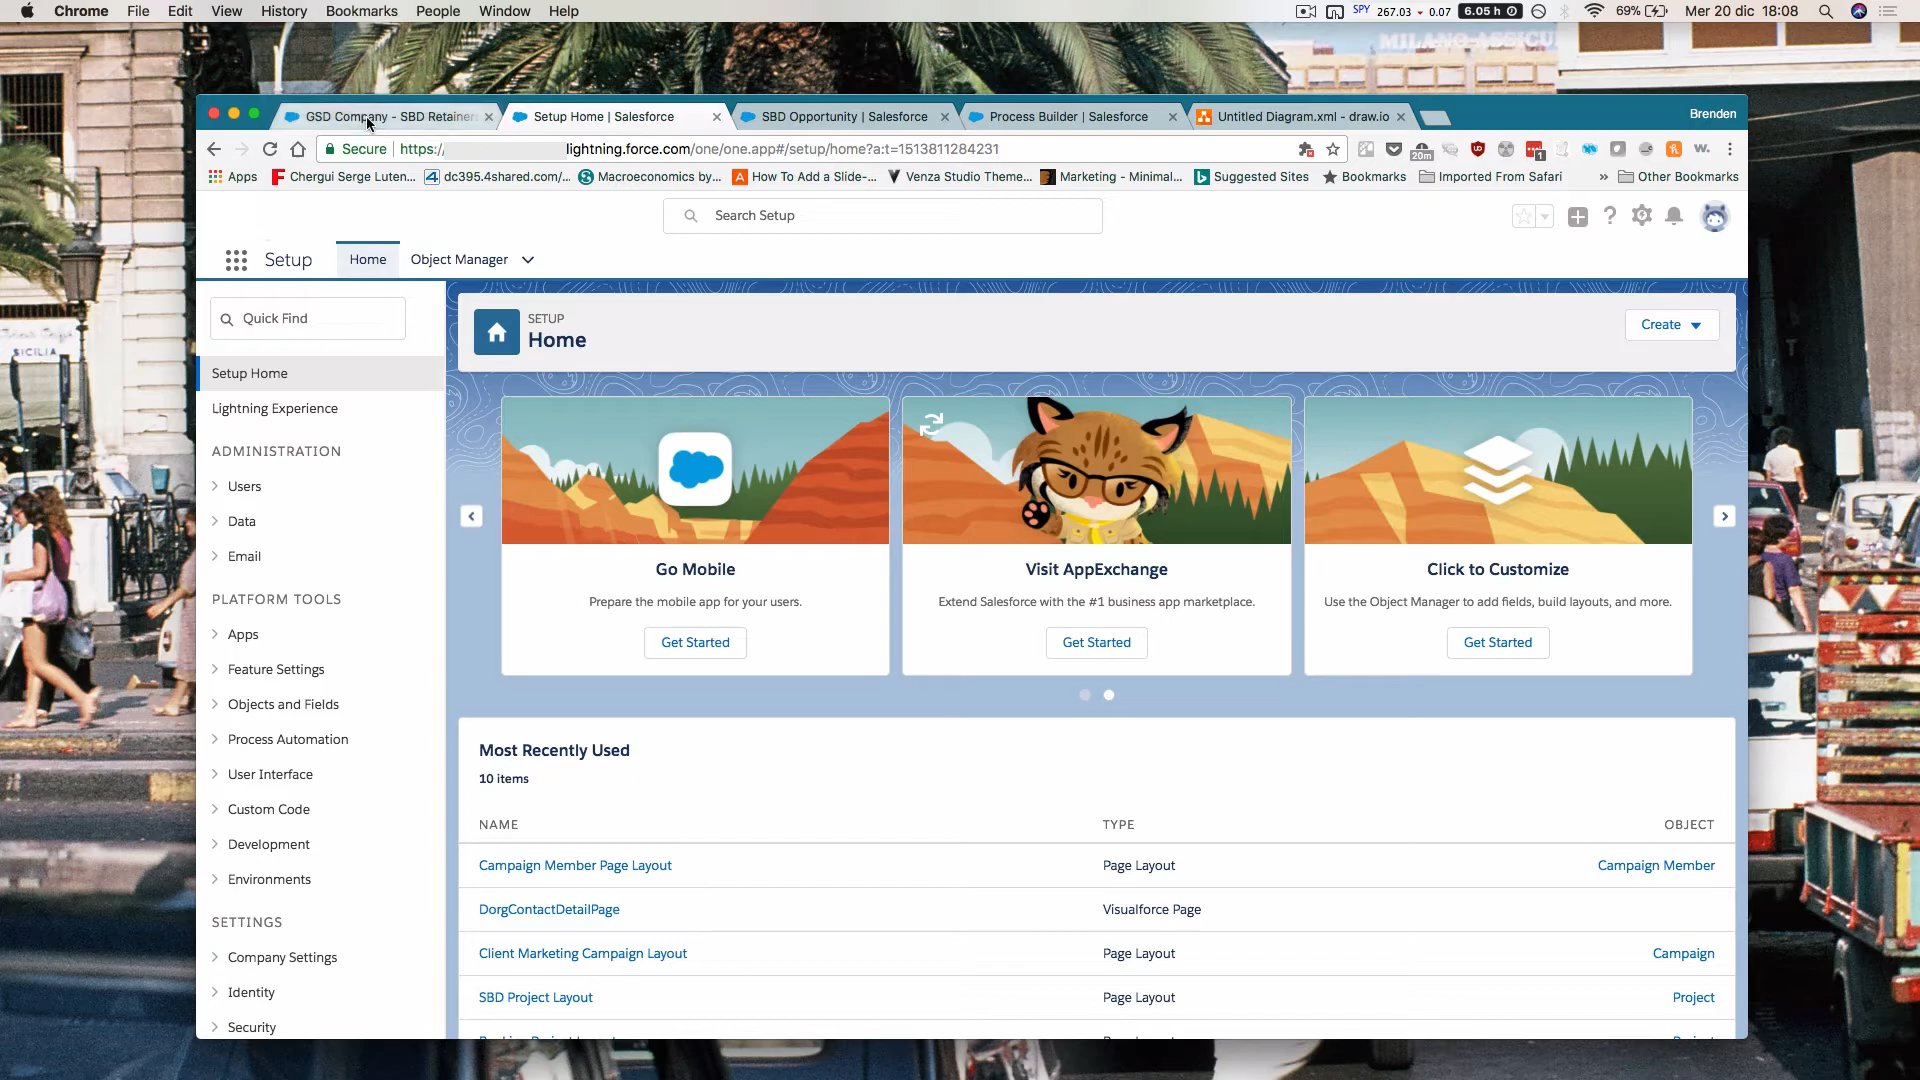 Chrome File Edit View History Bookmarks People Window Help
SPY 267.03 0.07 6.05 h 69% Mer 20 dic 18:08
MILANO ASSICU
SICILIA
GSD Company - SBD Retainers
Setup Home | Salesforce
SBD Opportunity | Salesforce
Process Builder | Salesforce
Untitled Diagram.xml - draw.io
Brenden
Secure https:// lightning.force.com/one/one.app#/setup/home?a:t=1513811284231
20m 1 w.
Apps Chergui Serge Luten... dc395.4shared.com/... Macroeconomics by... How To Add a Slide-... Venza Studio Theme... Marketing - Minimal... Suggested Sites Bookmarks Imported From Safari » Other Bookmarks
Search Setup
Setup Home Object Manager
Quick Find
Setup Home
Lightning Experience
ADMINISTRATION
Users
Data
Email
PLATFORM TOOLS
Apps
Feature Settings
Objects and Fields
Process Automation
User Interface
Custom Code
Development
Environments
SETTINGS
Company Settings
Identity
Security
SETUP
Home
Create
Go Mobile
Prepare the mobile app for your users.
Get Started
Visit AppExchange
Extend Salesforce with the #1 business app marketplace.
Get Started
Click to Customize
Use the Object Manager to add fields, build layouts, and more.
Get Started
Most Recently Used
10 items
NAME TYPE OBJECT
Campaign Member Page Layout Page Layout Campaign Member
DorgContactDetailPage Visualforce Page
Client Marketing Campaign Layout Page Layout Campaign
SBD Project Layout Page Layout Project